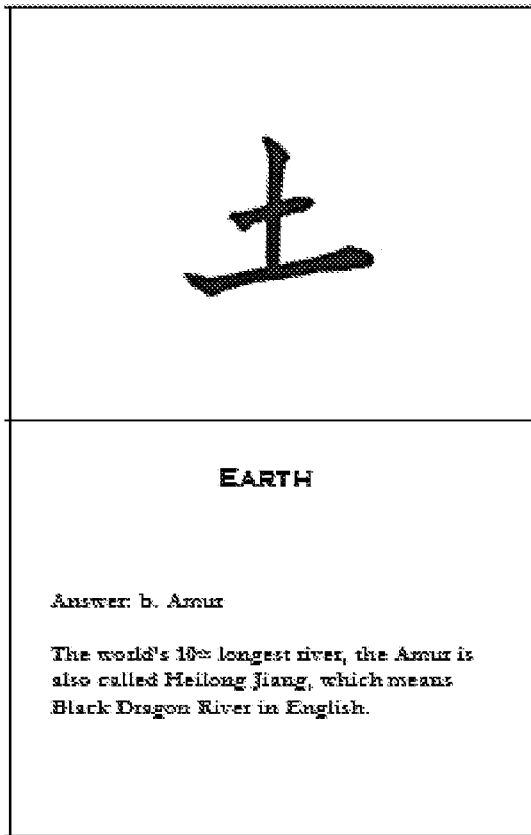 土
EARTH
Answer: b. Amur
The world's 10th longest river, the Amur is
also called Heilong Jiang, which means
Black Dragon River in English.